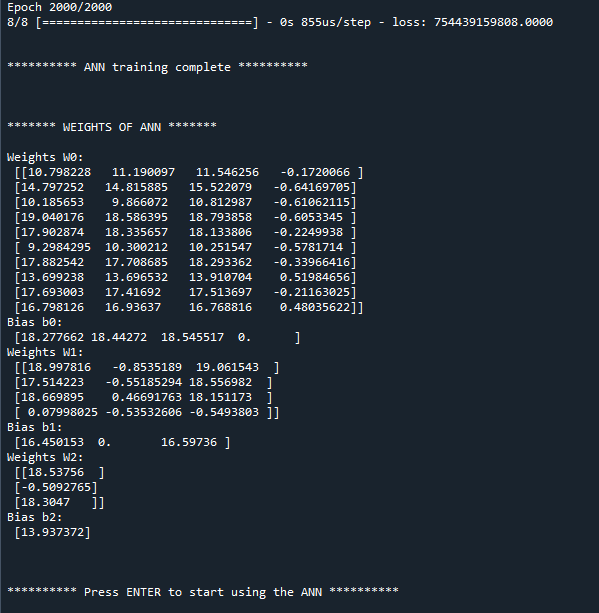 Epoch 2000/2000
8/8 [==============================] - 0s 855us/step - loss: 754439159808.0000
********** ANN training complete **********
******* WEIGHTS OF ANN *******
Weights W0:
[[10.798228 11.190097 11.546256 -0.1720066 ]
[14.797252 14.815885 15.522079 -0.64169705]
[10.185653 9.866072 10.812987 -0.61062115]
[19.040176 18.586395 18.793858 -0.6053345 ]
[17.902874 18.335657 18.133806 -0.2249938 ]
[ 9.2984295 10.300212 10.251547 -0.5781714 ]
[17.882542 17.708685 18.293362 -0.33966416]
[13.699238 13.696532 13.910704 0.51984656]
[17.693003 17.41692 17.513697 -0.21163025]
[16.798126 16.93637 16.768816 0.48035622]]
Bias b0:
[18.277662 18.44272 18.545517 0. ]
Weights W1:
[[18.997816 -0.8535189 19.061543 ]
[17.514223 -0.55185294 18.556982 ]
[18.669895 0.46691763 18.151173 ]
[ 0.07998025 -0.53532606 -0.5493803 ]]
Bias b1:
[16.450153 0. 16.59736 ]
Weights W2:
[[18.53756 ]
[-0.5092765]
[18.3047 ]]
Bias b2:
[13.937372]
********** Press ENTER to start using the ANN **********